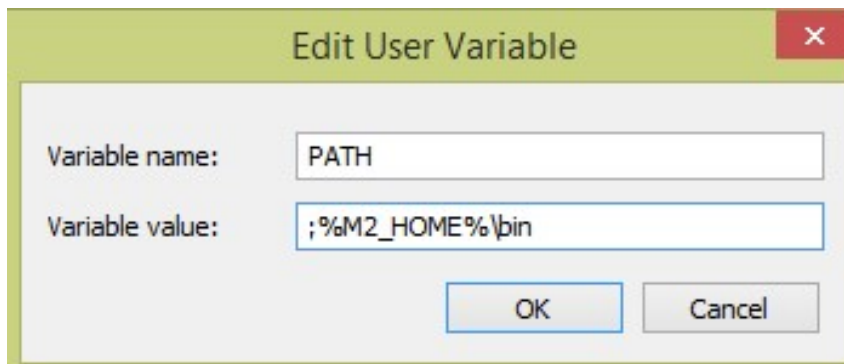 Edit User Variable
Variable name: PATH
Variable value: ;%M2_HOME%\bin
OK Cancel